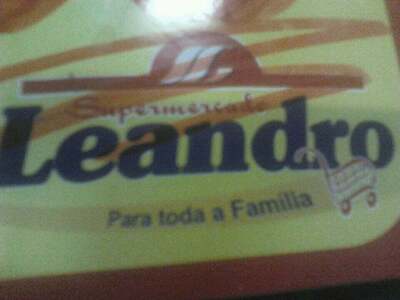 Supermercado
Leandro
Para toda a Familia